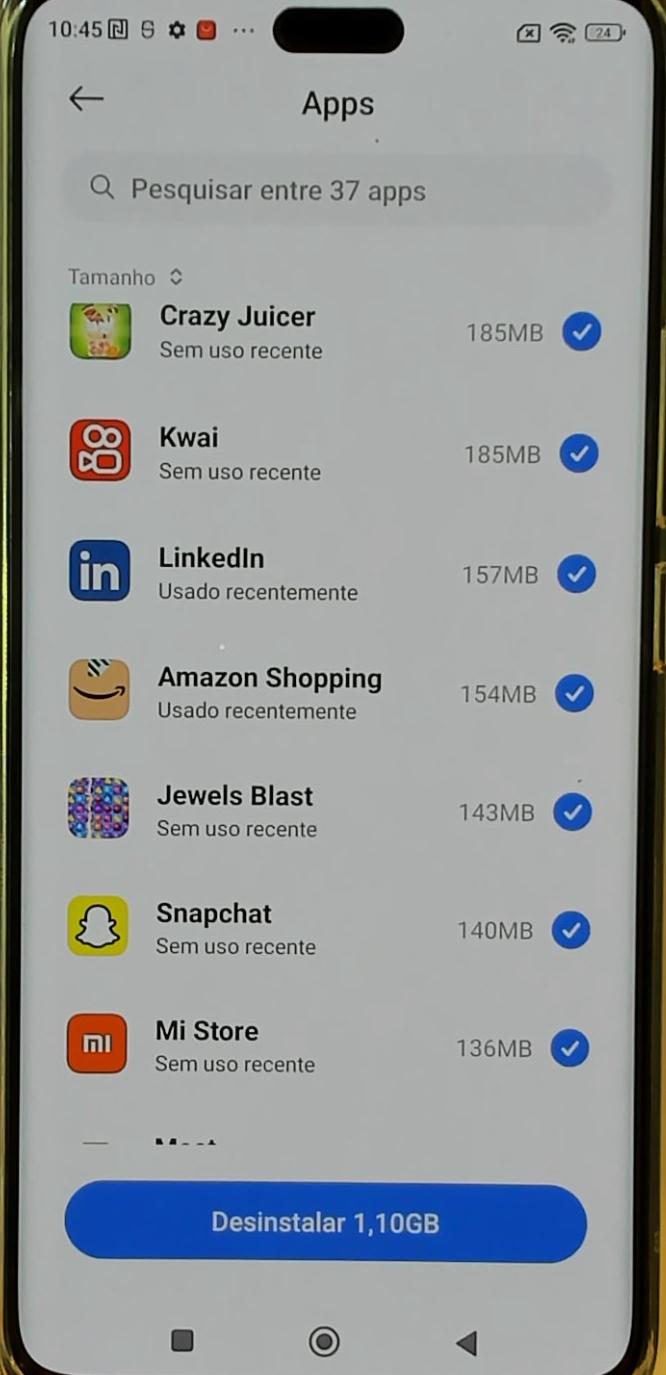 10:45
24
Apps
Pesquisar entre 37 apps
Tamanho
Crazy Juicer
185MB
Sem uso recente
Kwai
185MB
Sem uso recente
LinkedIn
157MB
Usado recentemente
Amazon Shopping
154MB
Usado recentemente
Jewels Blast
143MB
Sem uso recente
Snapchat
140MB
Sem uso recente
Mi Store
136MB
Sem uso recente
Desinstalar 1,10GB